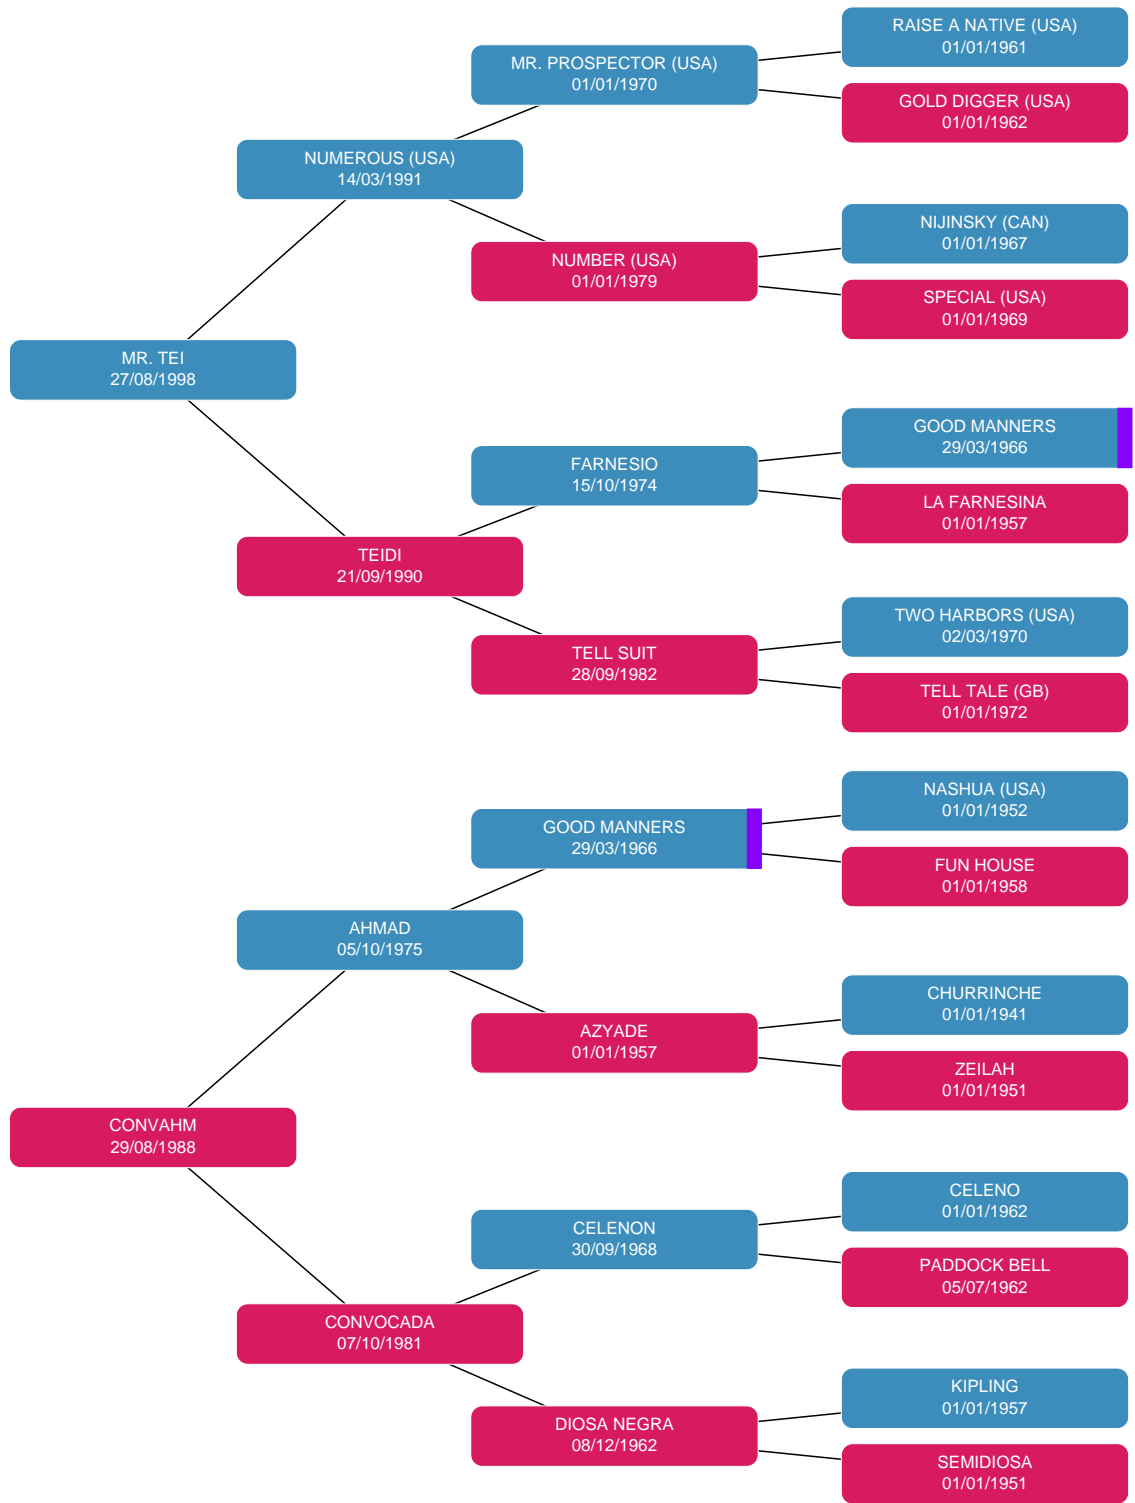 RAISE A NATIVE (USA)
01/01/1961
MR. PROSPECTOR (USA)
01/01/1970
GOLD DIGGER (USA)
01/01/1962
NUMEROUS (USA)
14/03/1991
NIJINSKY (CAN)
01/01/1967
NUMBER (USA)
01/01/1979
SPECIAL (USA)
01/01/1969
MR. TEI
27/08/1998
GOOD MANNERS
29/03/1966
FARNESIO
15/10/1974
LA FARNESINA
01/01/1957
TEIDI
21/09/1990
TWO HARBORS (USA)
02/03/1970
TELL SUIT
28/09/1982
TELL TALE (GB)
01/01/1972
NASHUA (USA)
01/01/1952
GOOD MANNERS
29/03/1966
FUN HOUSE
01/01/1958
AHMAD
05/10/1975
CHURRINCHE
01/01/1941
AZYADE
01/01/1957
ZEILAH
01/01/1951
CONVAHM
29/08/1988
CELENO
01/01/1962
CELENON
30/09/1968
PADDOCK BELL
05/07/1962
CONVOCADA
07/10/1981
KIPLING
01/01/1957
DIOSA NEGRA
08/12/1962
SEMIDIOSA
01/01/1951